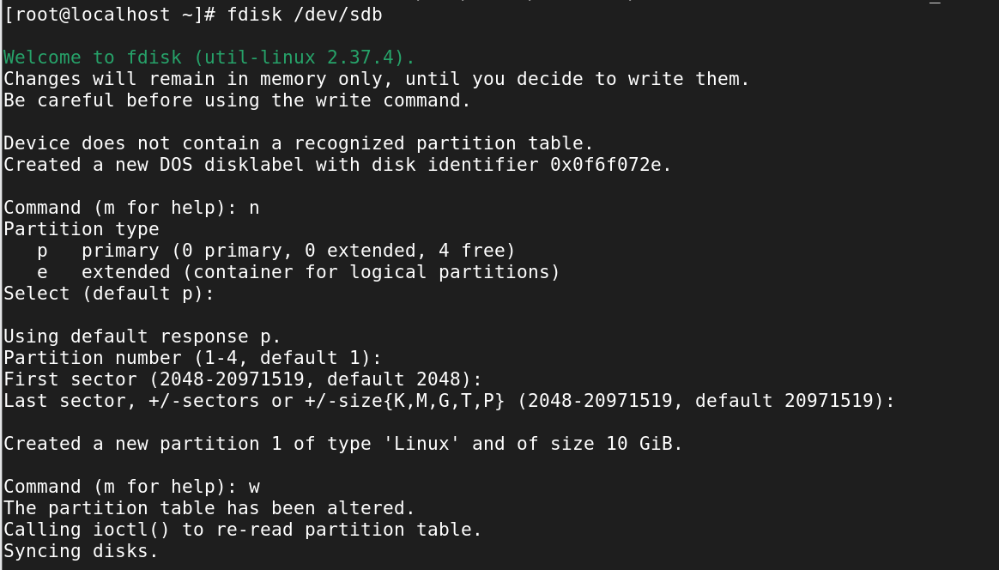 [root@localhost ~]# fdisk /dev/sdb
Welcome to fdisk (util-linux 2.37.4).
Changes will remain in memory only, until you decide to write them.
Be careful before using the write command.
Device does not contain a recognized partition table.
Created a new DOS disklabel with disk identifier 0x0f6f072e.
Command (m for help): n
Partition type
   p   primary (0 primary, 0 extended, 4 free)
   e   extended (container for logical partitions)
Select (default p):
Using default response p.
Partition number (1-4, default 1):
First sector (2048-20971519, default 2048):
Last sector, +/-sectors or +/-size{K,M,G,T,P} (2048-20971519, default 20971519):
Created a new partition 1 of type 'Linux' and of size 10 GiB.
Command (m for help): w
The partition table has been altered.
Calling ioctl() to re-read partition table.
Syncing disks.